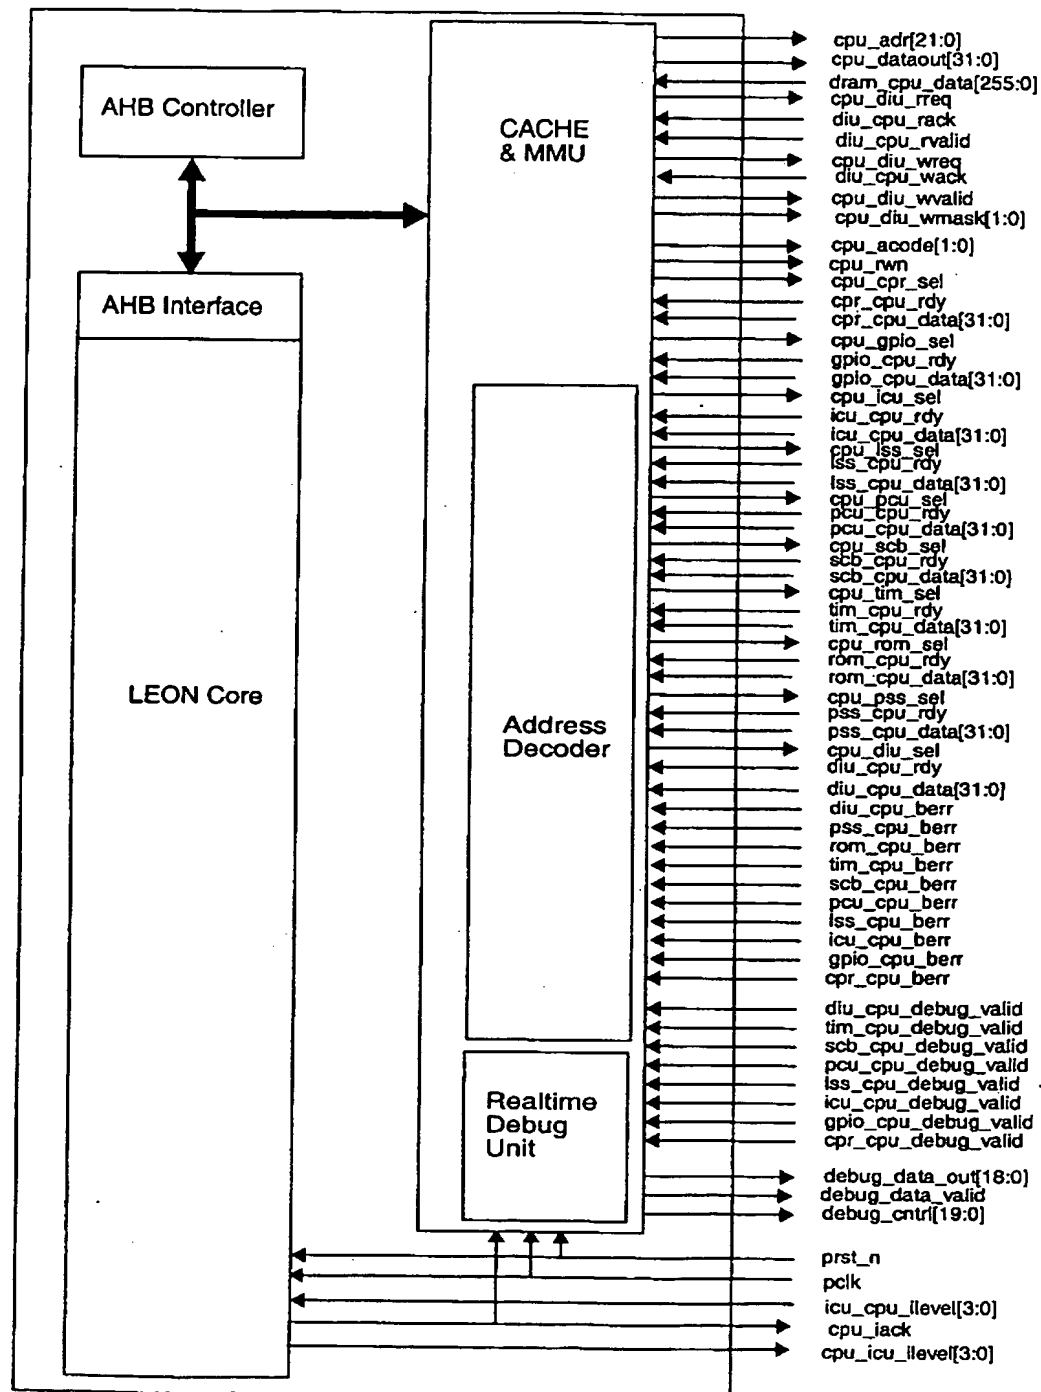 AHB Controller
CACHE
& MMU
AHB Interface
LEON Core
Address
Decoder
Realtime
Debug
Unit
cpu_adr[21:0]
cpu_dataout[31:0]
dram_cpu_data[255:0]
cpu_diu_rreq
diu_cpu_rack
diu_cpu_rvalid
cpu_diu_wreq
diu_cpu_wack
cpu_diu_wvalid
cpu_diu_wmask[1:0]
cpu_acode[1:0]
cpu_rwn
cpu_cpr_sel
cpr_cpu_rdy
cpr_cpu_data[31:0]
cpu_gpio_sel
gpio_cpu_rdy
gpio_cpu_data[31:0]
cpu_icu_sel
icu_cpu_rdy
icu_cpu_data[31:0]
cpu_lss_sel
lss_cpu_rdy
lss_cpu_data[31:0]
cpu_pcu_sel
pcu_cpu_rdy
pcu_cpu_data[31:0]
cpu_scb_sel
scb_cpu_rdy
scb_cpu_data[31:0]
cpu_tim_sel
tim_cpu_rdy
tim_cpu_data[31:0]
cpu_rom_sel
rom_cpu_rdy
rom_cpu_data[31:0]
cpu_pss_sel
pss_cpu_rdy
pss_cpu_data[31:0]
cpu_diu_sel
diu_cpu_rdy
diu_cpu_data[31:0]
diu_cpu_berr
pss_cpu_berr
rom_cpu_berr
tim_cpu_berr
scb_cpu_berr
pcu_cpu_berr
lss_cpu_berr
icu_cpu_berr
gpio_cpu_berr
cpr_cpu_berr
diu_cpu_debug_valid
tim_cpu_debug_valid
scb_cpu_debug_valid
pcu_cpu_debug_valid
lss_cpu_debug_valid
icu_cpu_debug_valid
gpio_cpu_debug_valid
cpr_cpu_debug_valid
debug_data_out[18:0]
debug_data_valid
debug_cntrl[19:0]
prst_n
pclk
icu_cpu_ilevel[3:0]
cpu_iack
cpu_icu_ilevel[3:0]